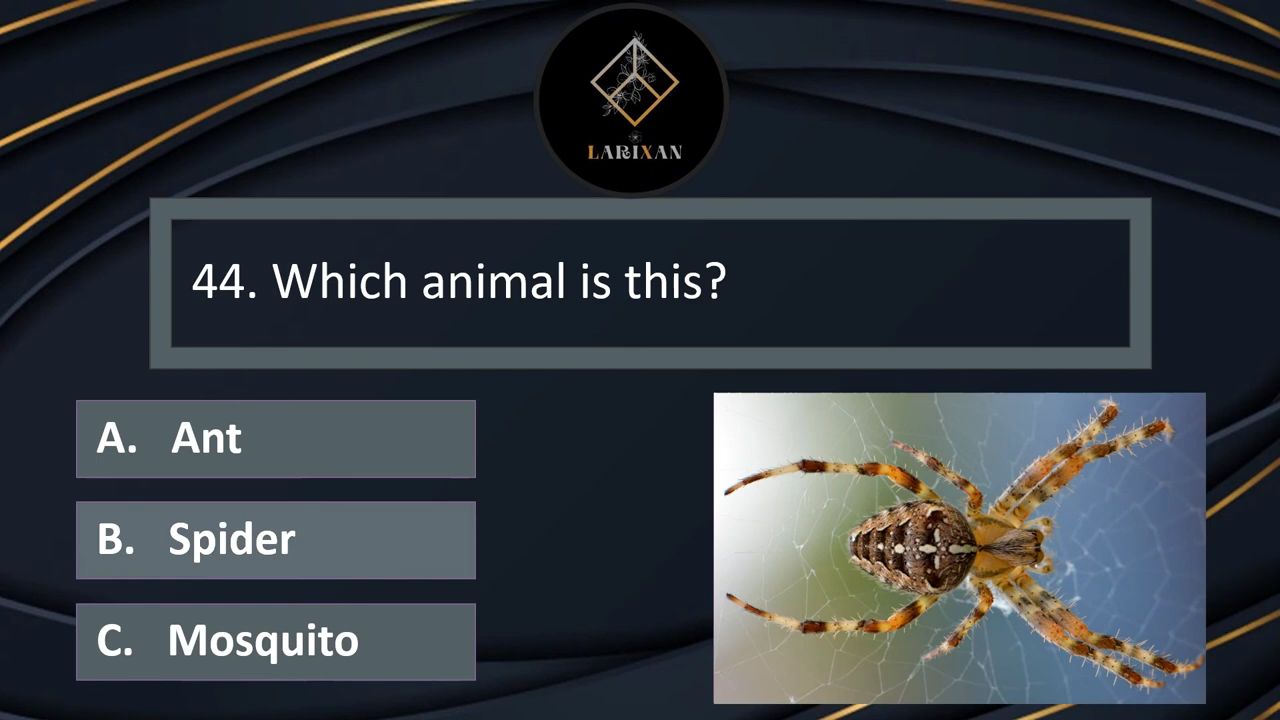 LARIXAN
44. Which animal is this?
A. Ant
B. Spider
C. Mosquito